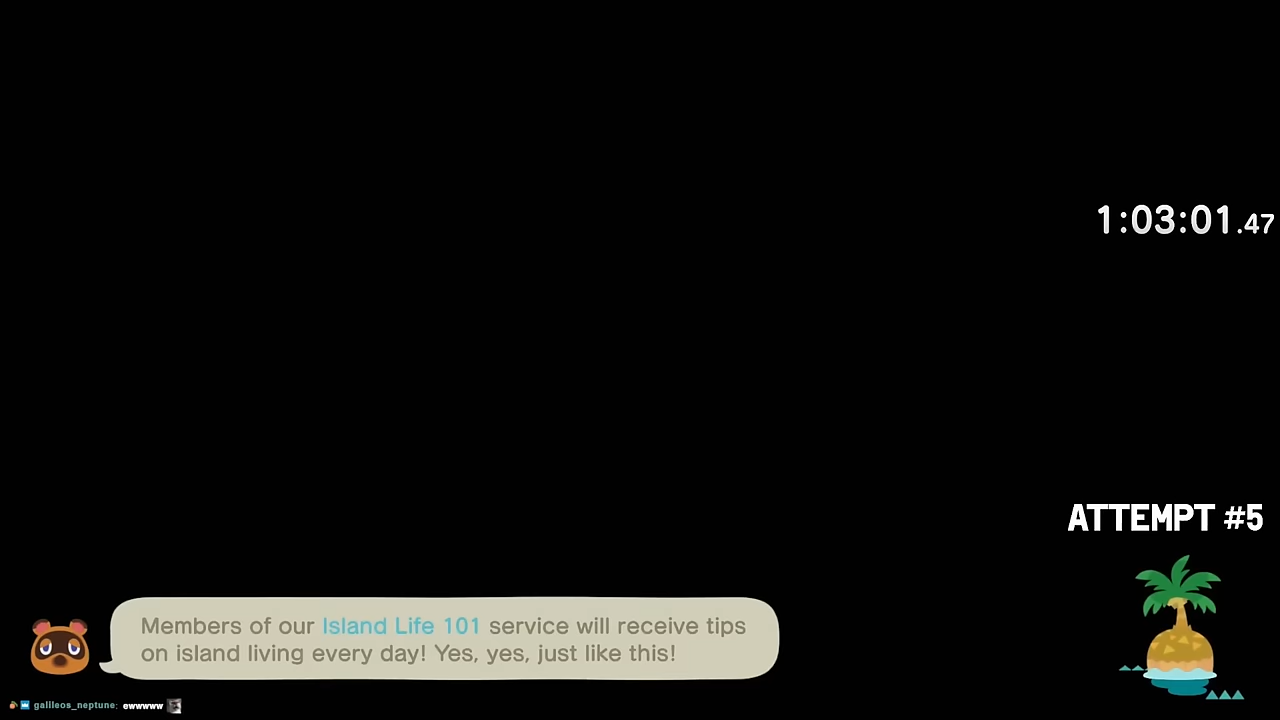 1:03:01.47
ATTEMPT #5
Members of our Island Life 101 service will receive tips
on island living every day! Yes, yes, just like this!
galileos_neptune: ewwwww